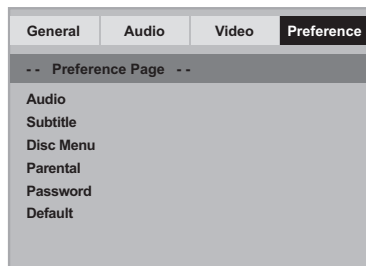 General Audio Video Preference
- - Preference Page - -
Audio
Subtitle
Disc Menu
Parental
Password
Default